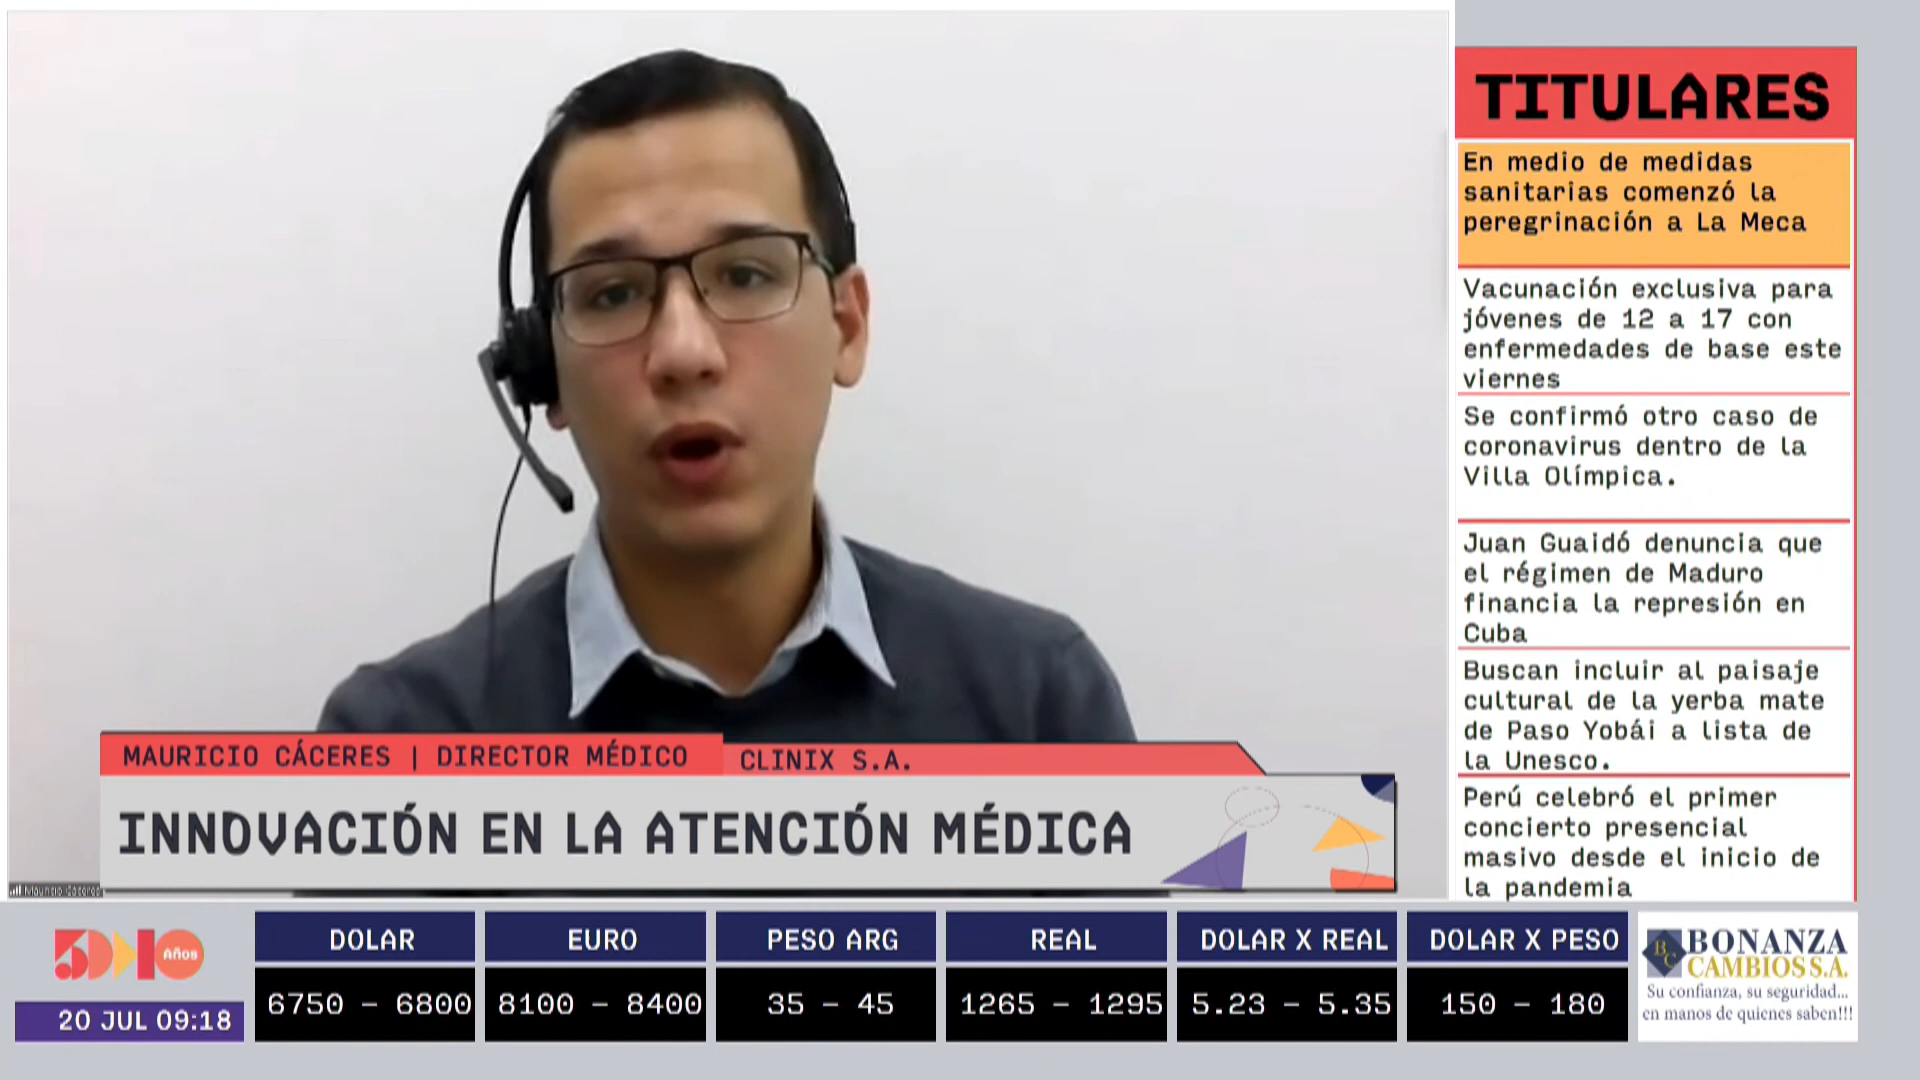 TITULARES
En medio de medidas
sanitarias comenzó la
peregrinación a La Meca
Vacunación exclusiva para
jóvenes de 12 a 17 con
enfermedades de base este
viernes
Se confirmó otro caso de
coronavirus dentro de la
Villa Olímpica.
Juan Guaidó denuncia que
el régimen de Maduro
financia la represión en
Cuba
Buscan incluir al paisaje
cultural de la yerba mate
de Paso Yobái a lista de
la Unesco.
Perú celebró el primer
concierto presencial
masivo desde el inicio de
la pandemia
MAURICIO CÁCERES | DIRECTOR MÉDICO CLINIX S.A.
INNOVACIÓN EN LA ATENCIÓN MÉDICA
Mauricio Cáceres
Años
20 JUL 09:18
DOLAR
6750 - 6800
EURO
8100 - 8400
PESO ARG
35 - 45
REAL
1265 - 1295
DOLAR X REAL
5.23 - 5.35
DOLAR X PESO
150 - 180
BC BONANZA
CAMBIOS S.A.
Su confianza, su seguridad...
en manos de quienes saben!!!